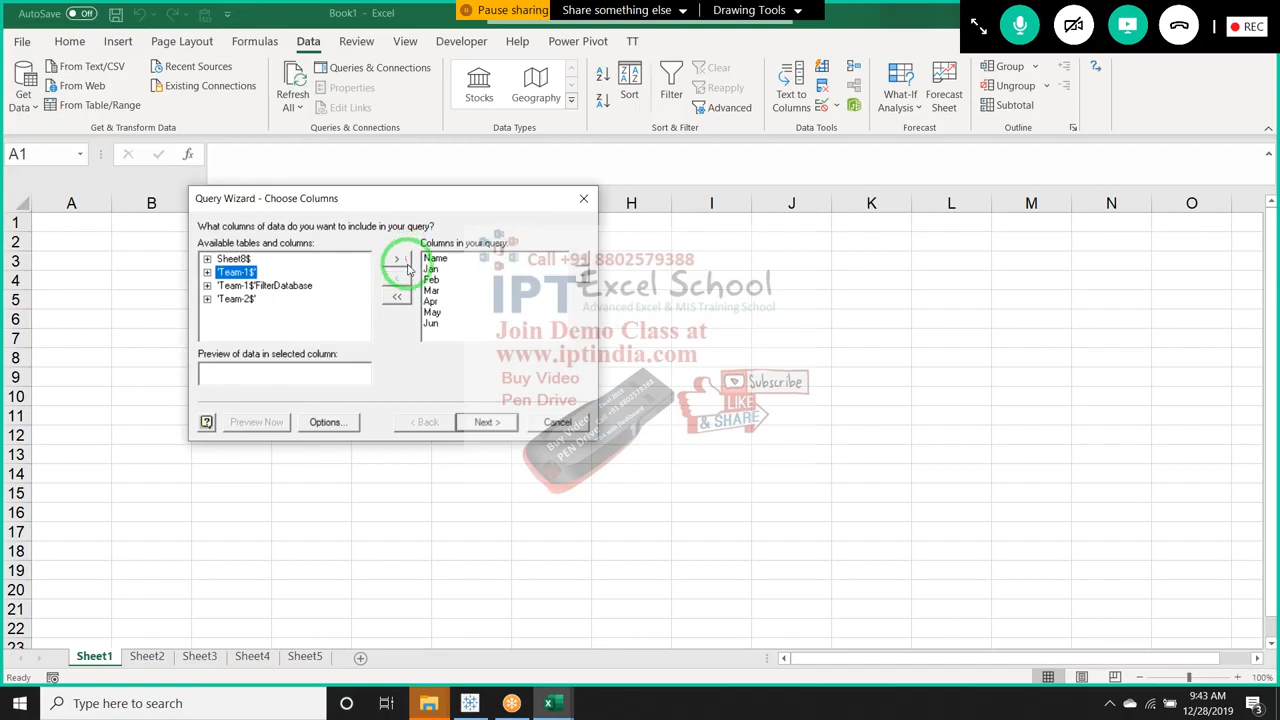 AutoSave Off
Book1 - Excel
Pause sharing
Share something else
Drawing Tools
REC
File Home Insert Page Layout Formulas Data Review View Developer Help Power Pivot TT
Get Data
From Text/CSV
From Web
From Table/Range
Recent Sources
Existing Connections
Get & Transform Data
Refresh All
Queries & Connections
Properties
Edit Links
Queries & Connections
Stocks
Geography
Data Types
Sort
Filter
Clear
Reapply
Advanced
Sort & Filter
Text to Columns
Data Tools
What-If Analysis
Forecast Sheet
Forecast
Group
Ungroup
Subtotal
Outline
A1
fx
A B H I J K L M N O
1
2
3
4
5
6
7
8
9
10
11
12
13
14
15
16
17
18
19
20
21
22
23
Query Wizard - Choose Columns
What columns of data do you want to include in your query?
Available tables and columns:
Columns in your query:
Sheet8$
'Team-1$'
'Team-1$'FilterDatabase
'Team-2$'
>
<<
Name
Jan
Feb
Mar
Apr
May
Jun
Preview of data in selected column:
Preview Now
Options...
< Back
Next >
Cancel
Call +91 8802579388
IPT Excel School
Advanced Excel & MIS Training School
Join Demo Class at
www.iptindia.com
Buy Video
Pen Drive
Subscribe
LIKE
& SHARE
Buy Video
PEN Drive
Sheet1 Sheet2 Sheet3 Sheet4 Sheet5
Ready
100%
Type here to search
9:43 AM
12/28/2019
3